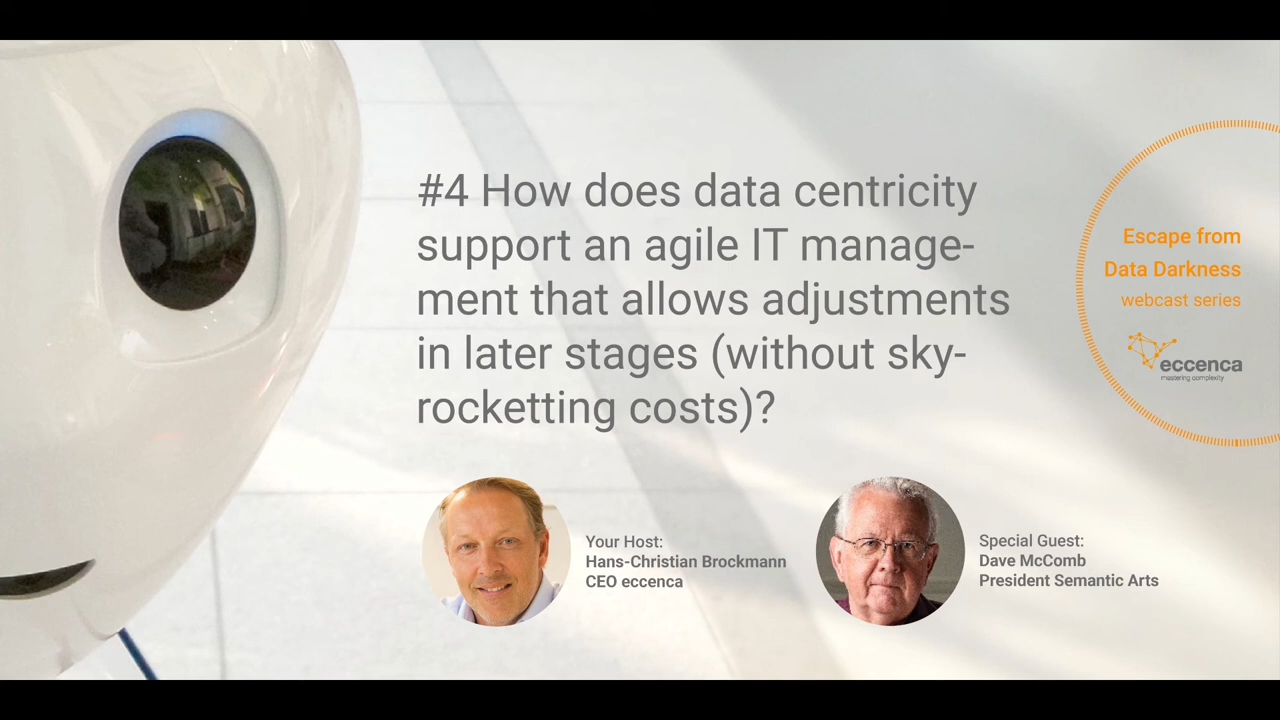 #4 How does data centricity
support an agile IT manage-
ment that allows adjustments
in later stages (without sky-
rocketting costs)?
Escape from
Data Darkness
webcast series
eccenca
mastering complexity
Your Host:
Hans-Christian Brockmann
CEO eccenca
Special Guest:
Dave McComb
President Semantic Arts